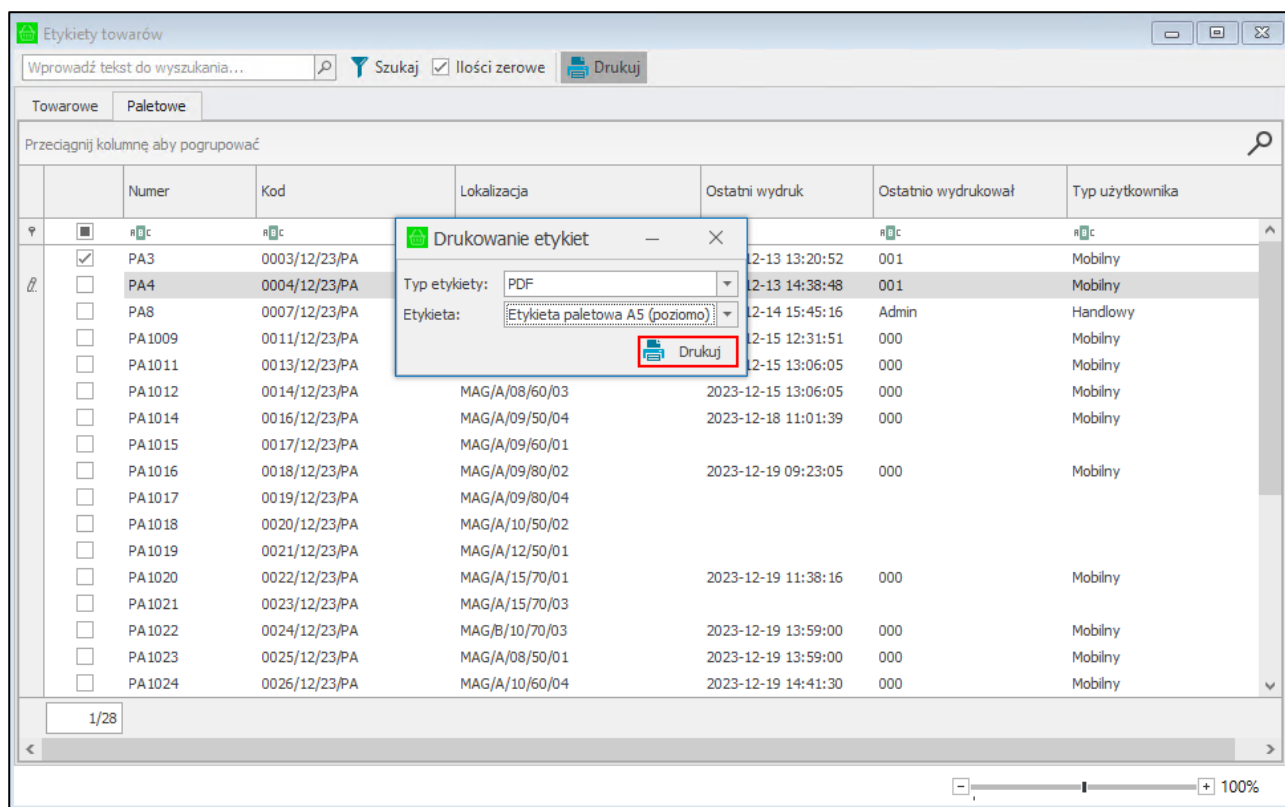 Etykiety towarów
Wprowadź tekst do wyszukania... Szukaj Ilości zerowe Drukuj
Towarowe Paletowe
Przeciągnij kolumnę aby pogrupować
Numer Kod Lokalizacja Ostatni wydruk Ostatnio wydrukował Typ użytkownika
Drukowanie etykiet
Typ etykiety: PDF
Etykieta: Etykieta paletowa A5 (poziomo)
Drukuj
PA3 0003/12/23/PA 12-13 13:20:52 001 Mobilny
PA4 0004/12/23/PA 12-13 14:38:48 001 Mobilny
PA8 0007/12/23/PA 12-14 15:45:16 Admin Handlowy
PA1009 0011/12/23/PA 12-15 12:31:51 000 Mobilny
PA1011 0013/12/23/PA 12-15 13:06:05 000 Mobilny
PA1012 0014/12/23/PA MAG/A/08/60/03 2023-12-15 13:06:05 000 Mobilny
PA1014 0016/12/23/PA MAG/A/09/50/04 2023-12-18 11:01:39 000 Mobilny
PA1015 0017/12/23/PA MAG/A/09/60/01
PA1016 0018/12/23/PA MAG/A/09/80/02 2023-12-19 09:23:05 000 Mobilny
PA1017 0019/12/23/PA MAG/A/09/80/04
PA1018 0020/12/23/PA MAG/A/10/50/02
PA1019 0021/12/23/PA MAG/A/12/50/01
PA1020 0022/12/23/PA MAG/A/15/70/01 2023-12-19 11:38:16 000 Mobilny
PA1021 0023/12/23/PA MAG/A/15/70/03
PA1022 0024/12/23/PA MAG/B/10/70/03 2023-12-19 13:59:00 000 Mobilny
PA1023 0025/12/23/PA MAG/A/08/50/01 2023-12-19 13:59:00 000 Mobilny
PA1024 0026/12/23/PA MAG/A/10/60/04 2023-12-19 14:41:30 000 Mobilny
1/28
100%